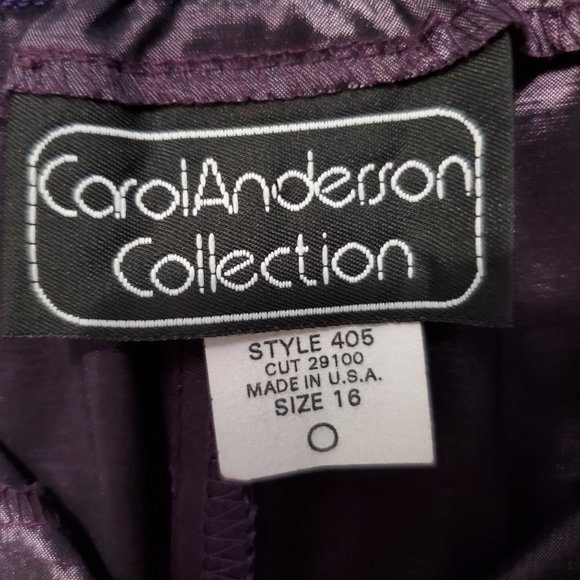 CarolAnderson
Collection
STYLE 405
CUT 29100
MADE IN U.S.A.
SIZE 16
O